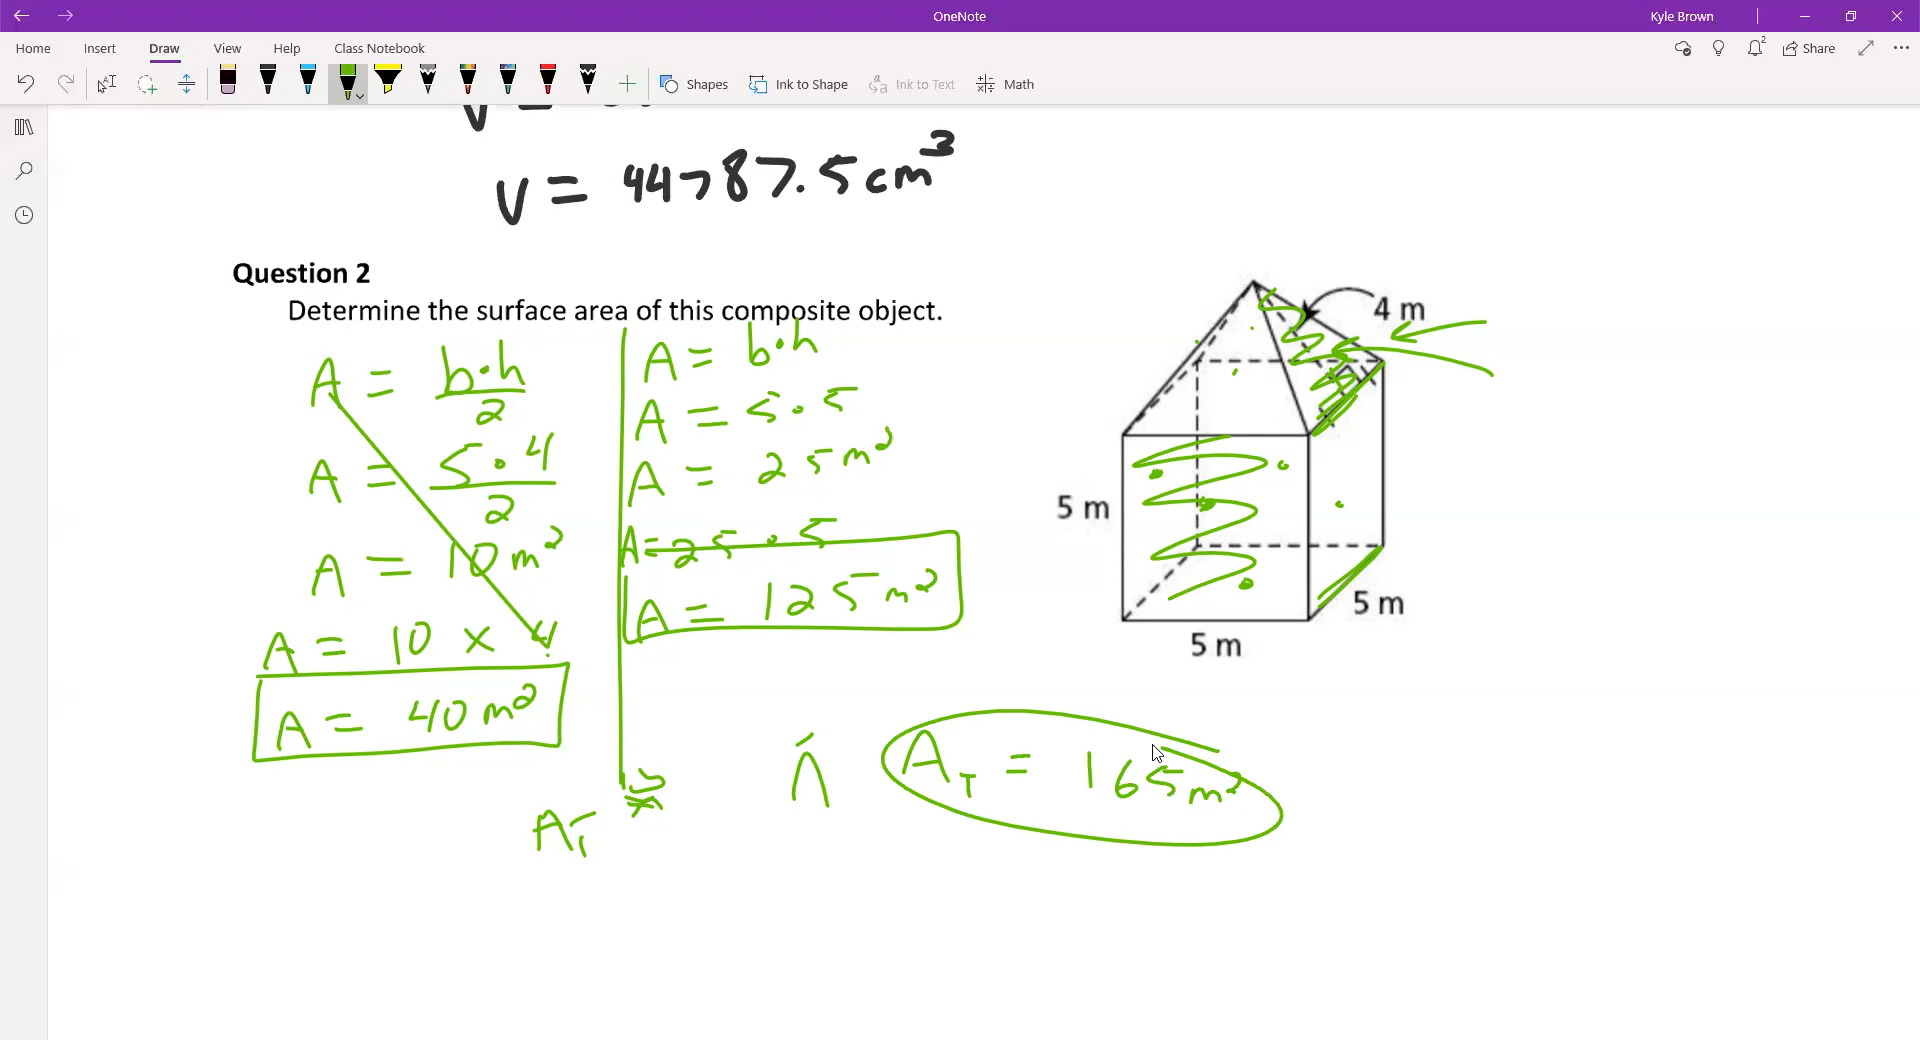 OneNote
Kyle Brown
Home Insert Draw View Help Class Notebook
2 Share
Shapes Ink to Shape Ink to Text Math
V =
V = 44787.5 cm³
Question 2
Determine the surface area of this composite object.
A = b·h / 2
A = 5·4 / 2
A = 10 m²
A = 10 x 4
A = 40 m²
A = b·h
A = 5·5
A = 25 m²
A = 25·5
A = 125 m²
4 m
5 m
5 m
5 m
A_T
A_T = 165 m²